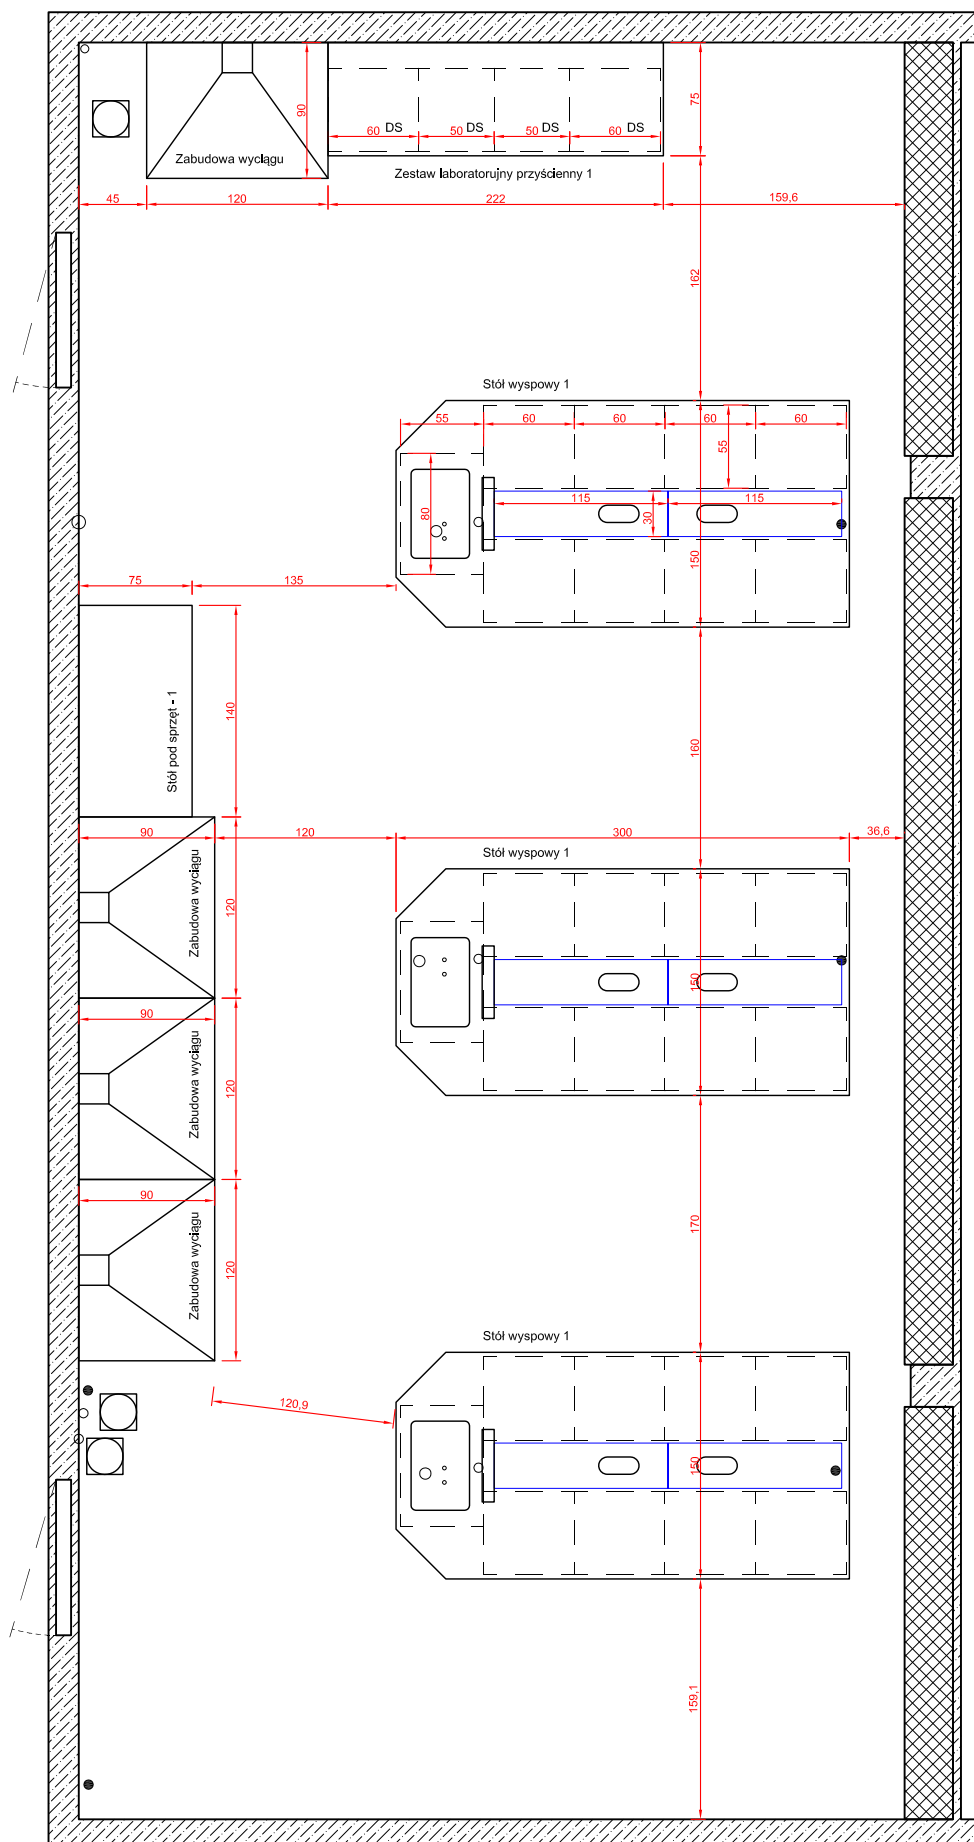 90
75
60 DS
50 DS
50 DS
60 DS
Zabudowa wyciągu
Zestaw laboratorujny przyścienny 1
45
120
222
159,6
162
Stół wyspowy 1
55
60
60
60
60
55
80
115
115
30
150
75
135
140
Stół pod sprzęt - 1
160
90
120
300
36,6
Stół wyspowy 1
Zabudowa wyciągu
120
150
90
Zabudowa wyciągu
120
170
90
Zabudowa wyciągu
120
Stół wyspowy 1
120,9
150
159,1